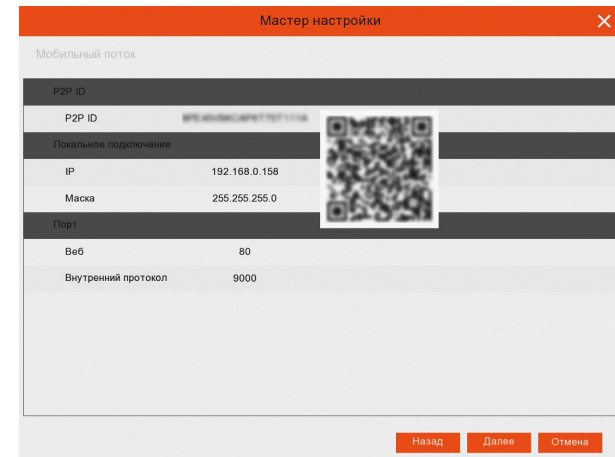 Мастер настройки
Мобильный поток
P2P ID
P2P ID
Локальное подключение
IP 192.168.0.158
Маска 255.255.255.0
Порт
Веб 80
Внутренний протокол 9000
Назад Далее Отмена